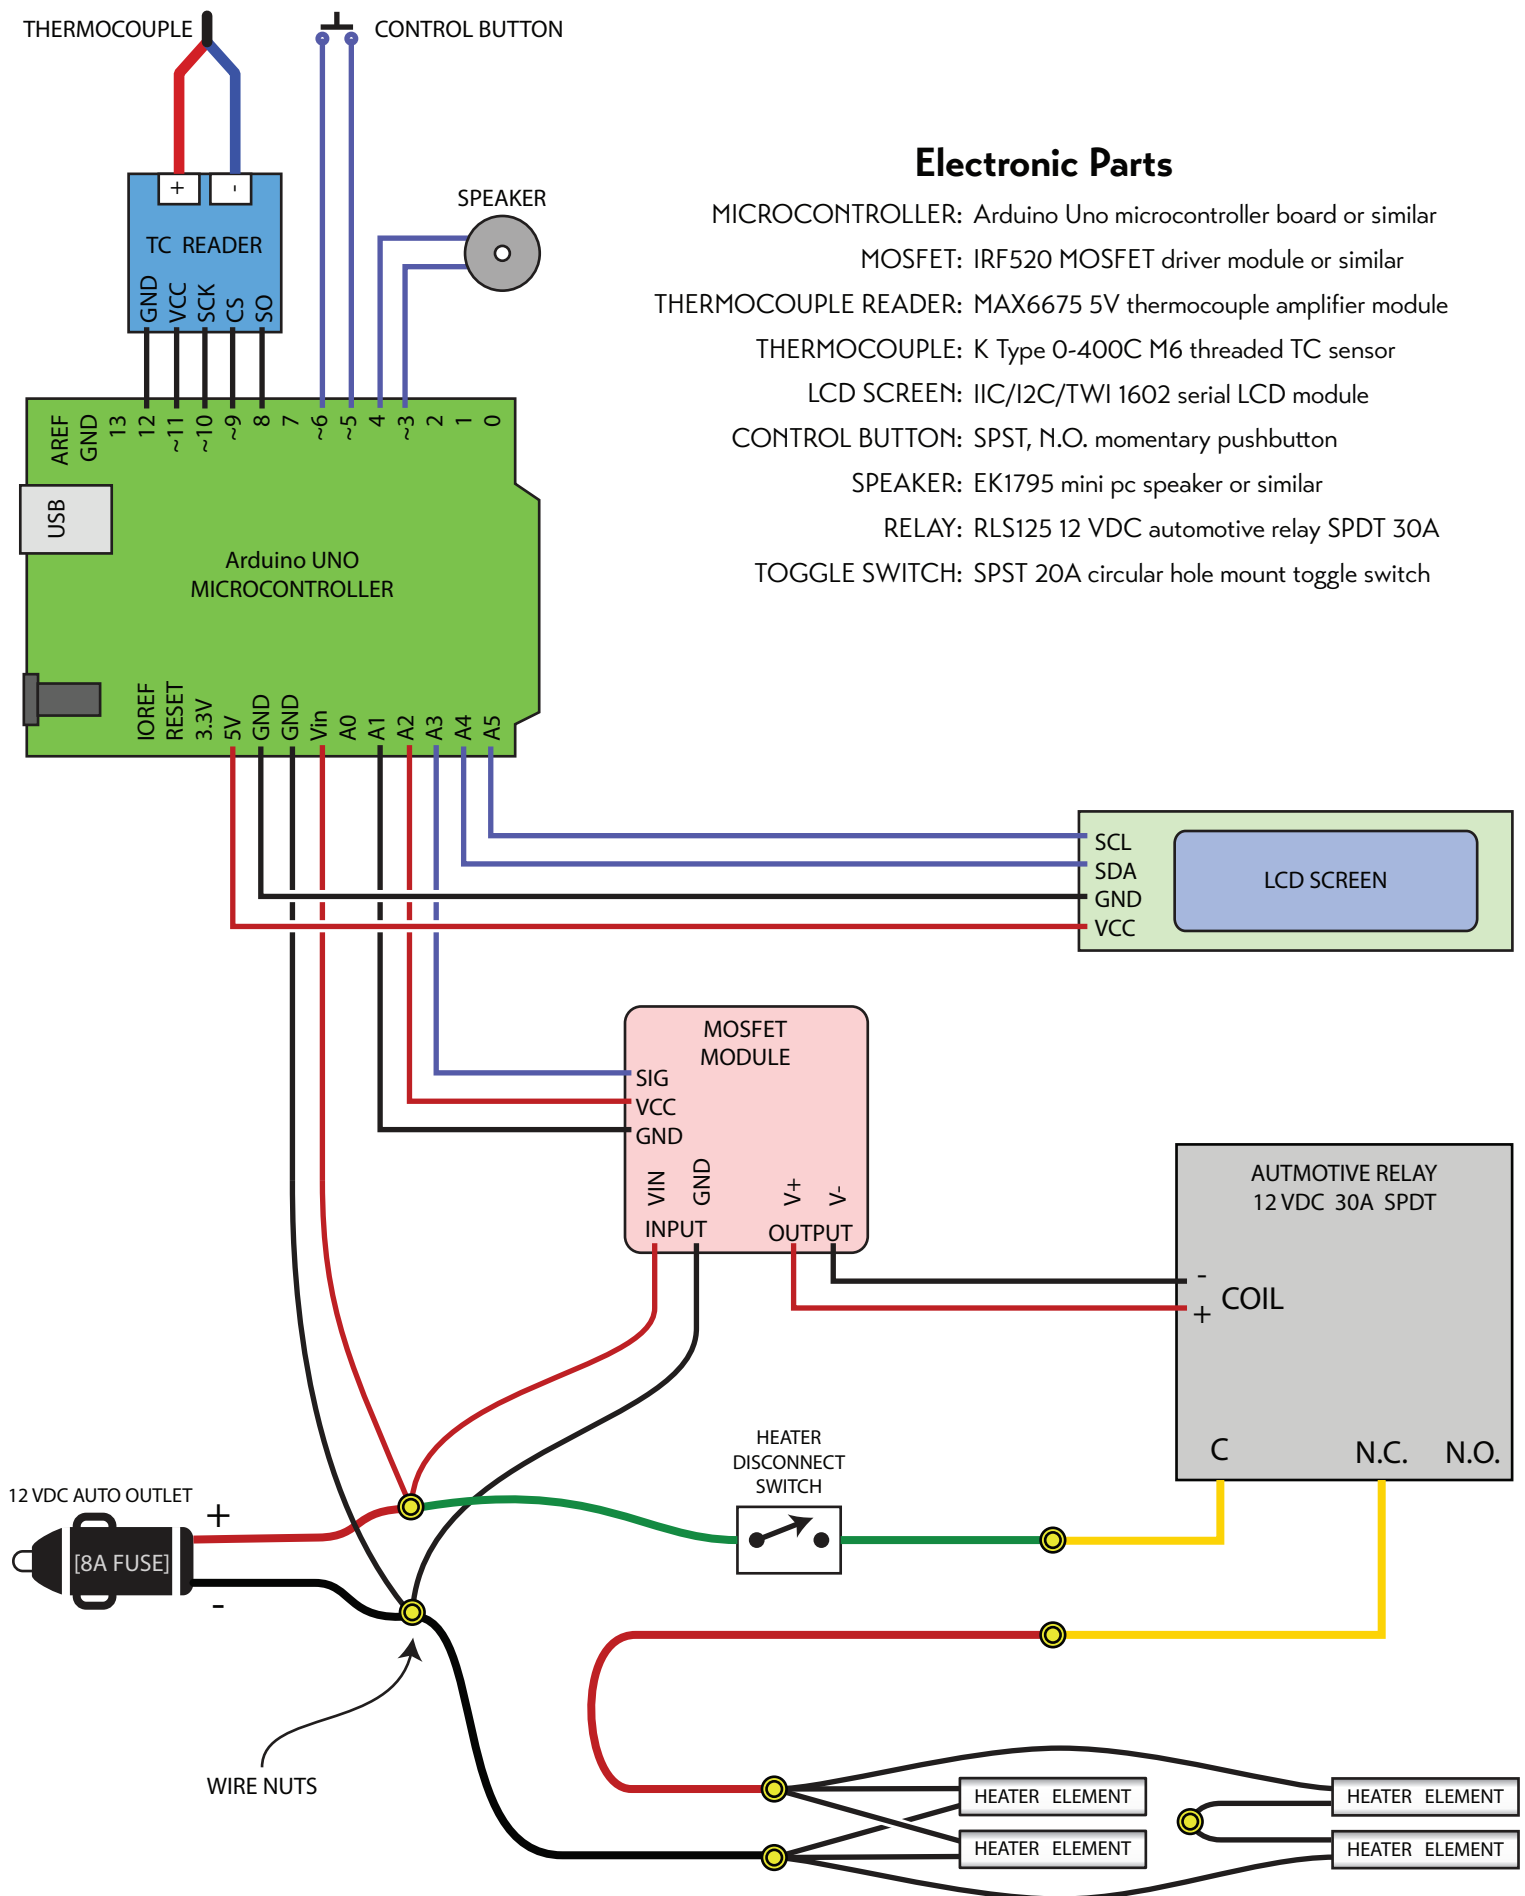 THERMOCOUPLE
CONTROL BUTTON
+ -
TC READER
GND VCC SCK CS SO
SPEAKER
Electronic Parts
MICROCONTROLLER: Arduino Uno microcontroller board or similar
MOSFET: IRF520 MOSFET driver module or similar
THERMOCOUPLE READER: MAX6675 5V thermocouple amplifier module
THERMOCOUPLE: K Type 0-400C M6 threaded TC sensor
LCD SCREEN: IIC/I2C/TWI 1602 serial LCD module
CONTROL BUTTON: SPST, N.O. momentary pushbutton
SPEAKER: EK1795 mini pc speaker or similar
RELAY: RLS125 12 VDC automotive relay SPDT 30A
TOGGLE SWITCH: SPST 20A circular hole mount toggle switch
AREF GND 13 12 ~11 ~10 ~9 8 7 ~6 ~5 4 ~3 2 1 0
USB
Arduino UNO
MICROCONTROLLER
IOREF RESET 3.3V 5V GND GND Vin A0 A1 A2 A3 A4 A5
SCL
SDA
GND
VCC
LCD SCREEN
MOSFET
MODULE
SIG
VCC
GND
VIN GND V+ V-
INPUT OUTPUT
AUTMOTIVE RELAY
12 VDC 30A SPDT
-
+
COIL
C N.C. N.O.
HEATER
DISCONNECT
SWITCH
12 VDC AUTO OUTLET
+
[8A FUSE]
-
WIRE NUTS
HEATER ELEMENT
HEATER ELEMENT
HEATER ELEMENT
HEATER ELEMENT